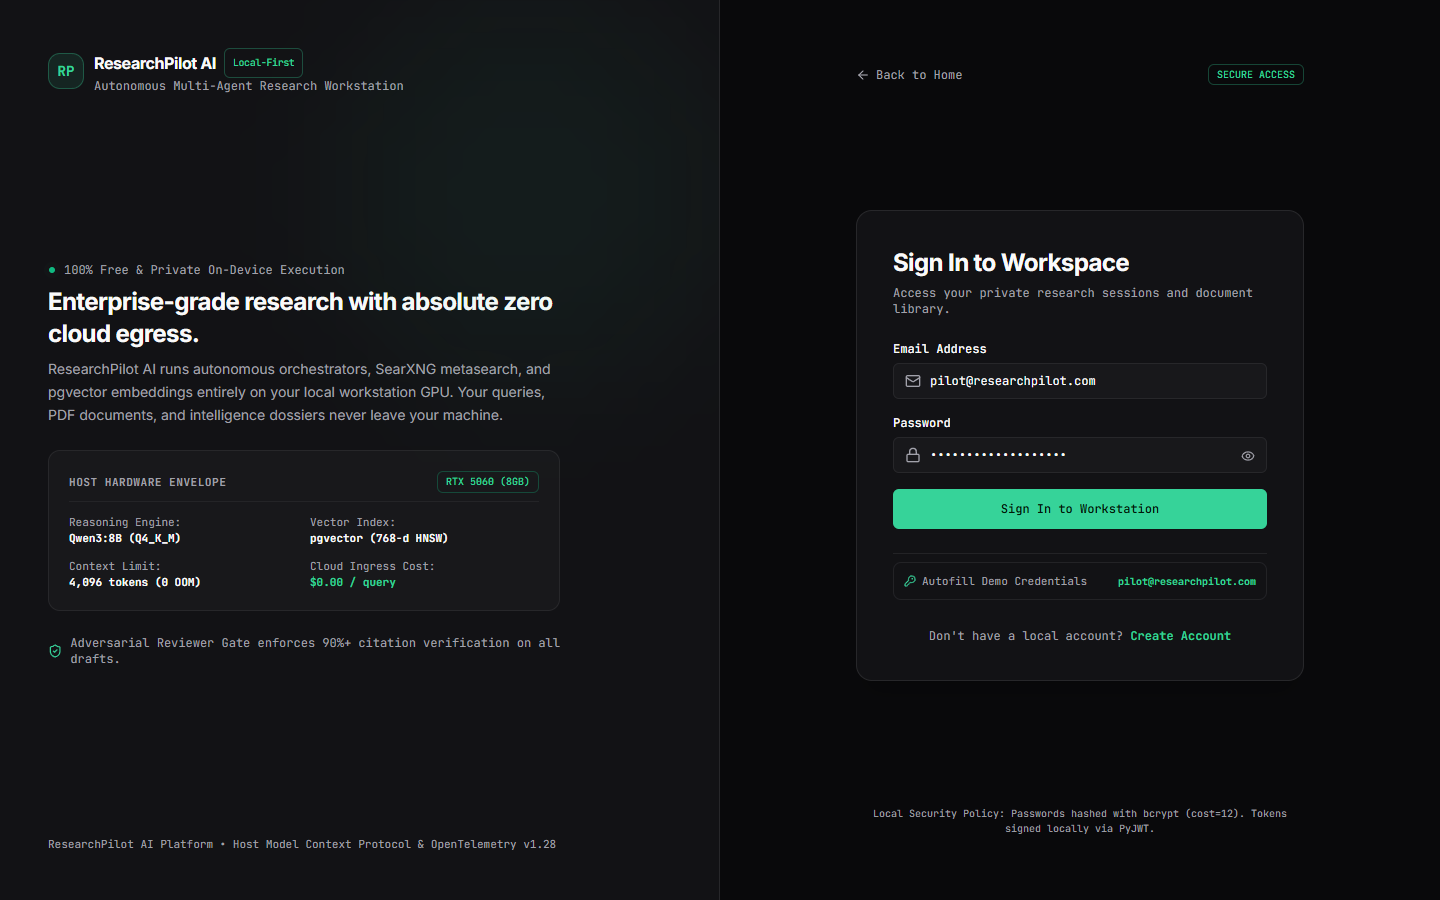 RP
ResearchPilot AI
Local-First
Autonomous Multi-Agent Research Workstation
100% Free & Private On-Device Execution
Enterprise-grade research with absolute zero
cloud egress.
ResearchPilot AI runs autonomous orchestrators, SearXNG metasearch, and
pgvector embeddings entirely on your local workstation GPU. Your queries,
PDF documents, and intelligence dossiers never leave your machine.
HOST HARDWARE ENVELOPE
RTX 5060 (8GB)
Reasoning Engine:
Qwen3:8B (Q4_K_M)
Vector Index:
pgvector (768-d HNSW)
Context Limit:
4,096 tokens (0 OOM)
Cloud Ingress Cost:
$0.00 / query
Adversarial Reviewer Gate enforces 90%+ citation verification on all
drafts.
ResearchPilot AI Platform • Host Model Context Protocol & OpenTelemetry v1.28
Back to Home
SECURE ACCESS
Sign In to Workspace
Access your private research sessions and document
library.
Email Address
pilot@researchpilot.com
Password
•••••••••••••••••••
Sign In to Workstation
Autofill Demo Credentials
pilot@researchpilot.com
Don't have a local account? Create Account
Local Security Policy: Passwords hashed with bcrypt (cost=12). Tokens
signed locally via PyJWT.